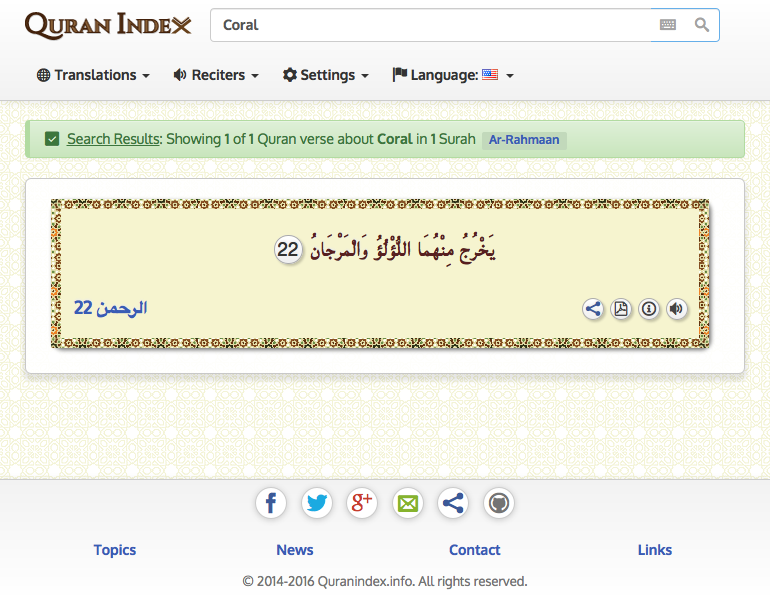 QURAN INDEX
Coral
Translations
Reciters
Settings
Language:
Search Results: Showing 1 of 1 Quran verse about Coral in 1 Surah Ar-Rahmaan
يَخْرُجُ مِنْهُمَا اللُّؤْلُؤُ وَالْمَرْجَانُ 22
الرحمن 22
f
g+
Topics
News
Contact
Links
© 2014-2016 Quranindex.info. All rights reserved.